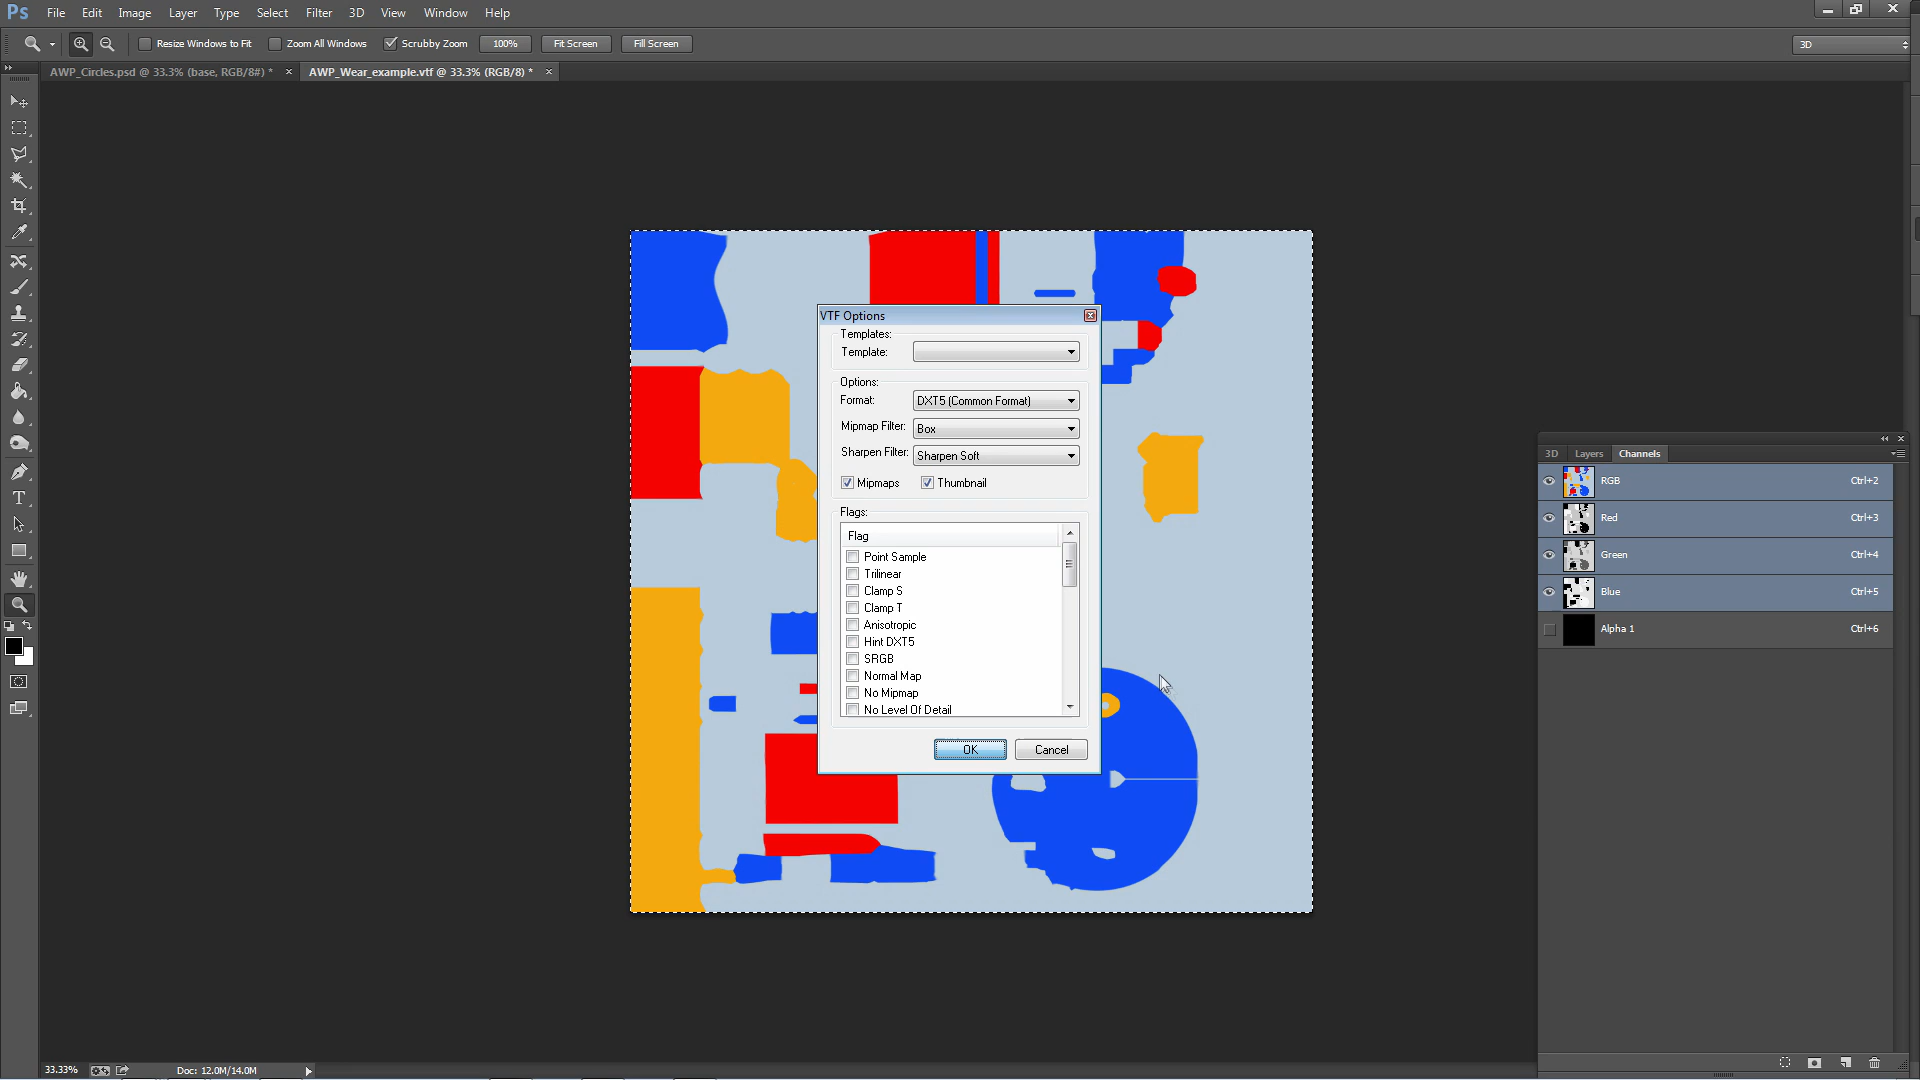 Ps File Edit Image Layer Type Select Filter 3D View Window Help
Resize Windows to Fit Zoom All Windows Scrubby Zoom 100% Fit Screen Fill Screen 3D
AWP_Circles.psd @ 33.3% (base, RGB/8#) * × AWP_Wear_example.vtf @ 33.3% (RGB/8) * ×
VTF Options
Templates:
Template:
Options:
Format: DXT5 (Common Format)
Mipmap Filter: Box
Sharpen Filter: Sharpen Soft
Mipmaps Thumbnail
Flags:
Flag
Point Sample
Trilinear
Clamp S
Clamp T
Anisotropic
Hint DXT5
SRGB
Normal Map
No Mipmap
No Level Of Detail
OK Cancel
3D Layers Channels
RGB Ctrl+2
Red Ctrl+3
Green Ctrl+4
Blue Ctrl+5
Alpha 1 Ctrl+6
T
33.33% Doc: 12.0M/14.0M